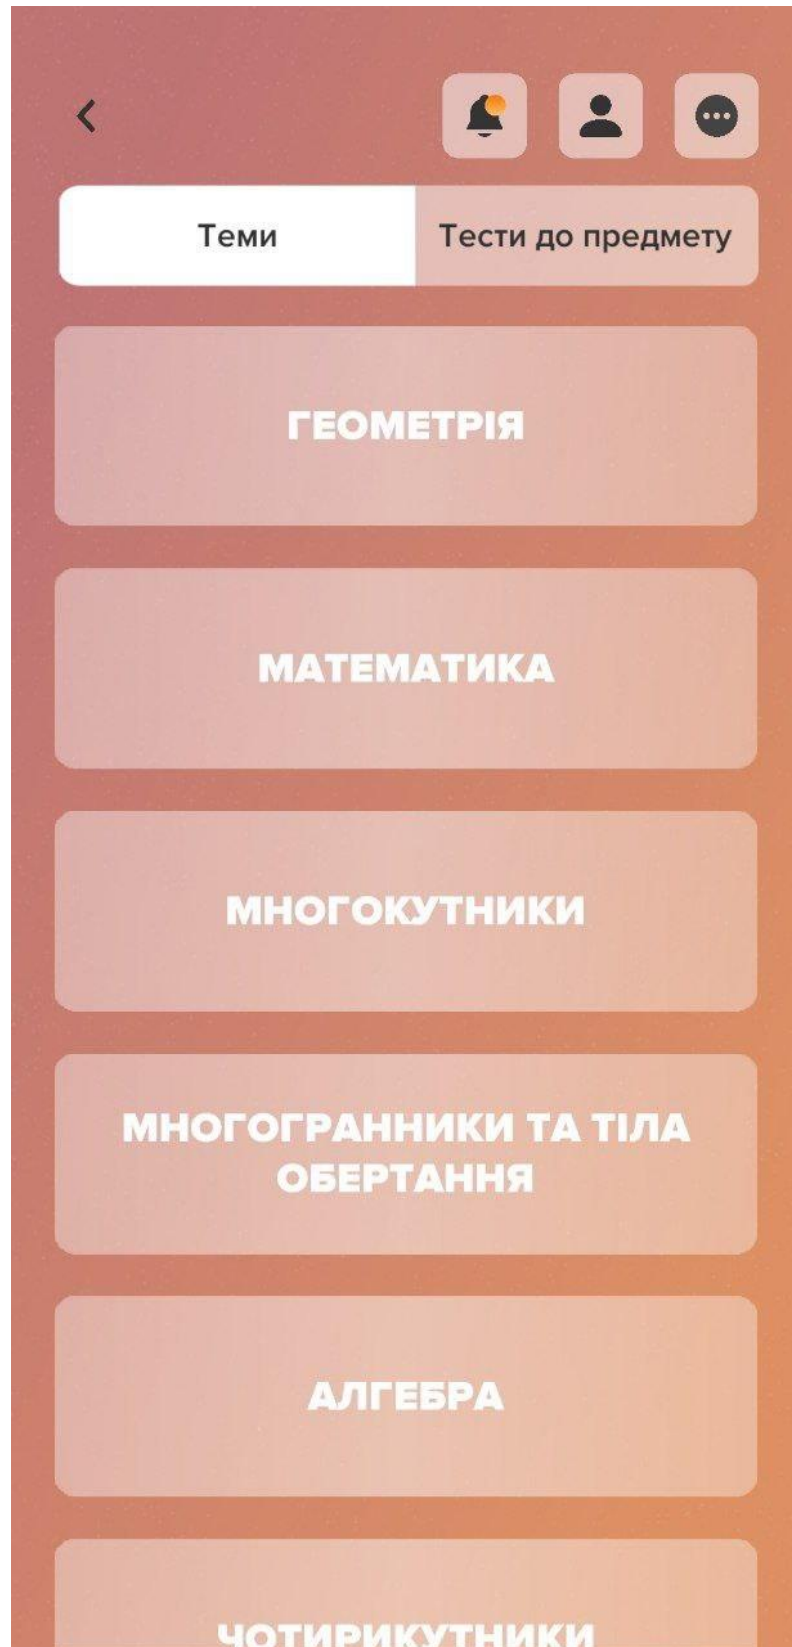 Теми
Тести до предмету
ГЕОМЕТРІЯ
МАТЕМАТИКА
МНОГОКУТНИКИ
МНОГОГРАННИКИ ТА ТІЛА
ОБЕРТАННЯ
АЛГЕБРА
ЧОТИРИКУТНИКИ